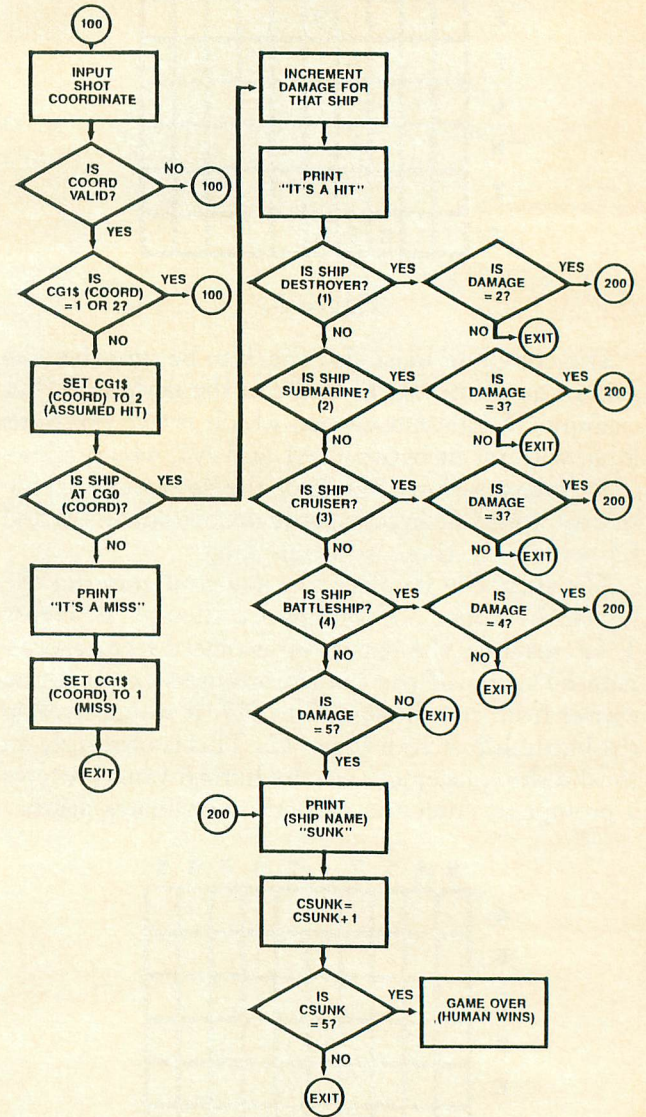 100
INPUT
SHOT
COORDINATE
IS
COORD
VALID?
NO
100
YES
IS
CG1$ (COORD)
= 1 OR 2?
YES
100
NO
SET CG1$
(COORD) TO 2
(ASSUMED HIT)
IS SHIP
AT CG0
(COORD)?
YES
NO
PRINT
"IT'S A MISS"
SET CG1$
(COORD) TO 1
(MISS)
EXIT
INCREMENT
DAMAGE FOR
THAT SHIP
PRINT
"IT'S A HIT"
IS SHIP
DESTROYER?
(1)
YES
IS
DAMAGE
= 2?
YES
200
NO
EXIT
NO
IS SHIP
SUBMARINE?
(2)
YES
IS
DAMAGE
= 3?
YES
200
NO
EXIT
NO
IS SHIP
CRUISER?
(3)
YES
IS
DAMAGE
= 3?
YES
200
NO
EXIT
NO
IS SHIP
BATTLESHIP?
(4)
YES
IS
DAMAGE
= 4?
YES
200
NO
EXIT
NO
IS
DAMAGE
= 5?
NO
EXIT
YES
200
PRINT
(SHIP NAME)
"SUNK"
CSUNK=
CSUNK+1
IS
CSUNK
= 5?
YES
GAME OVER
(HUMAN WINS)
NO
EXIT